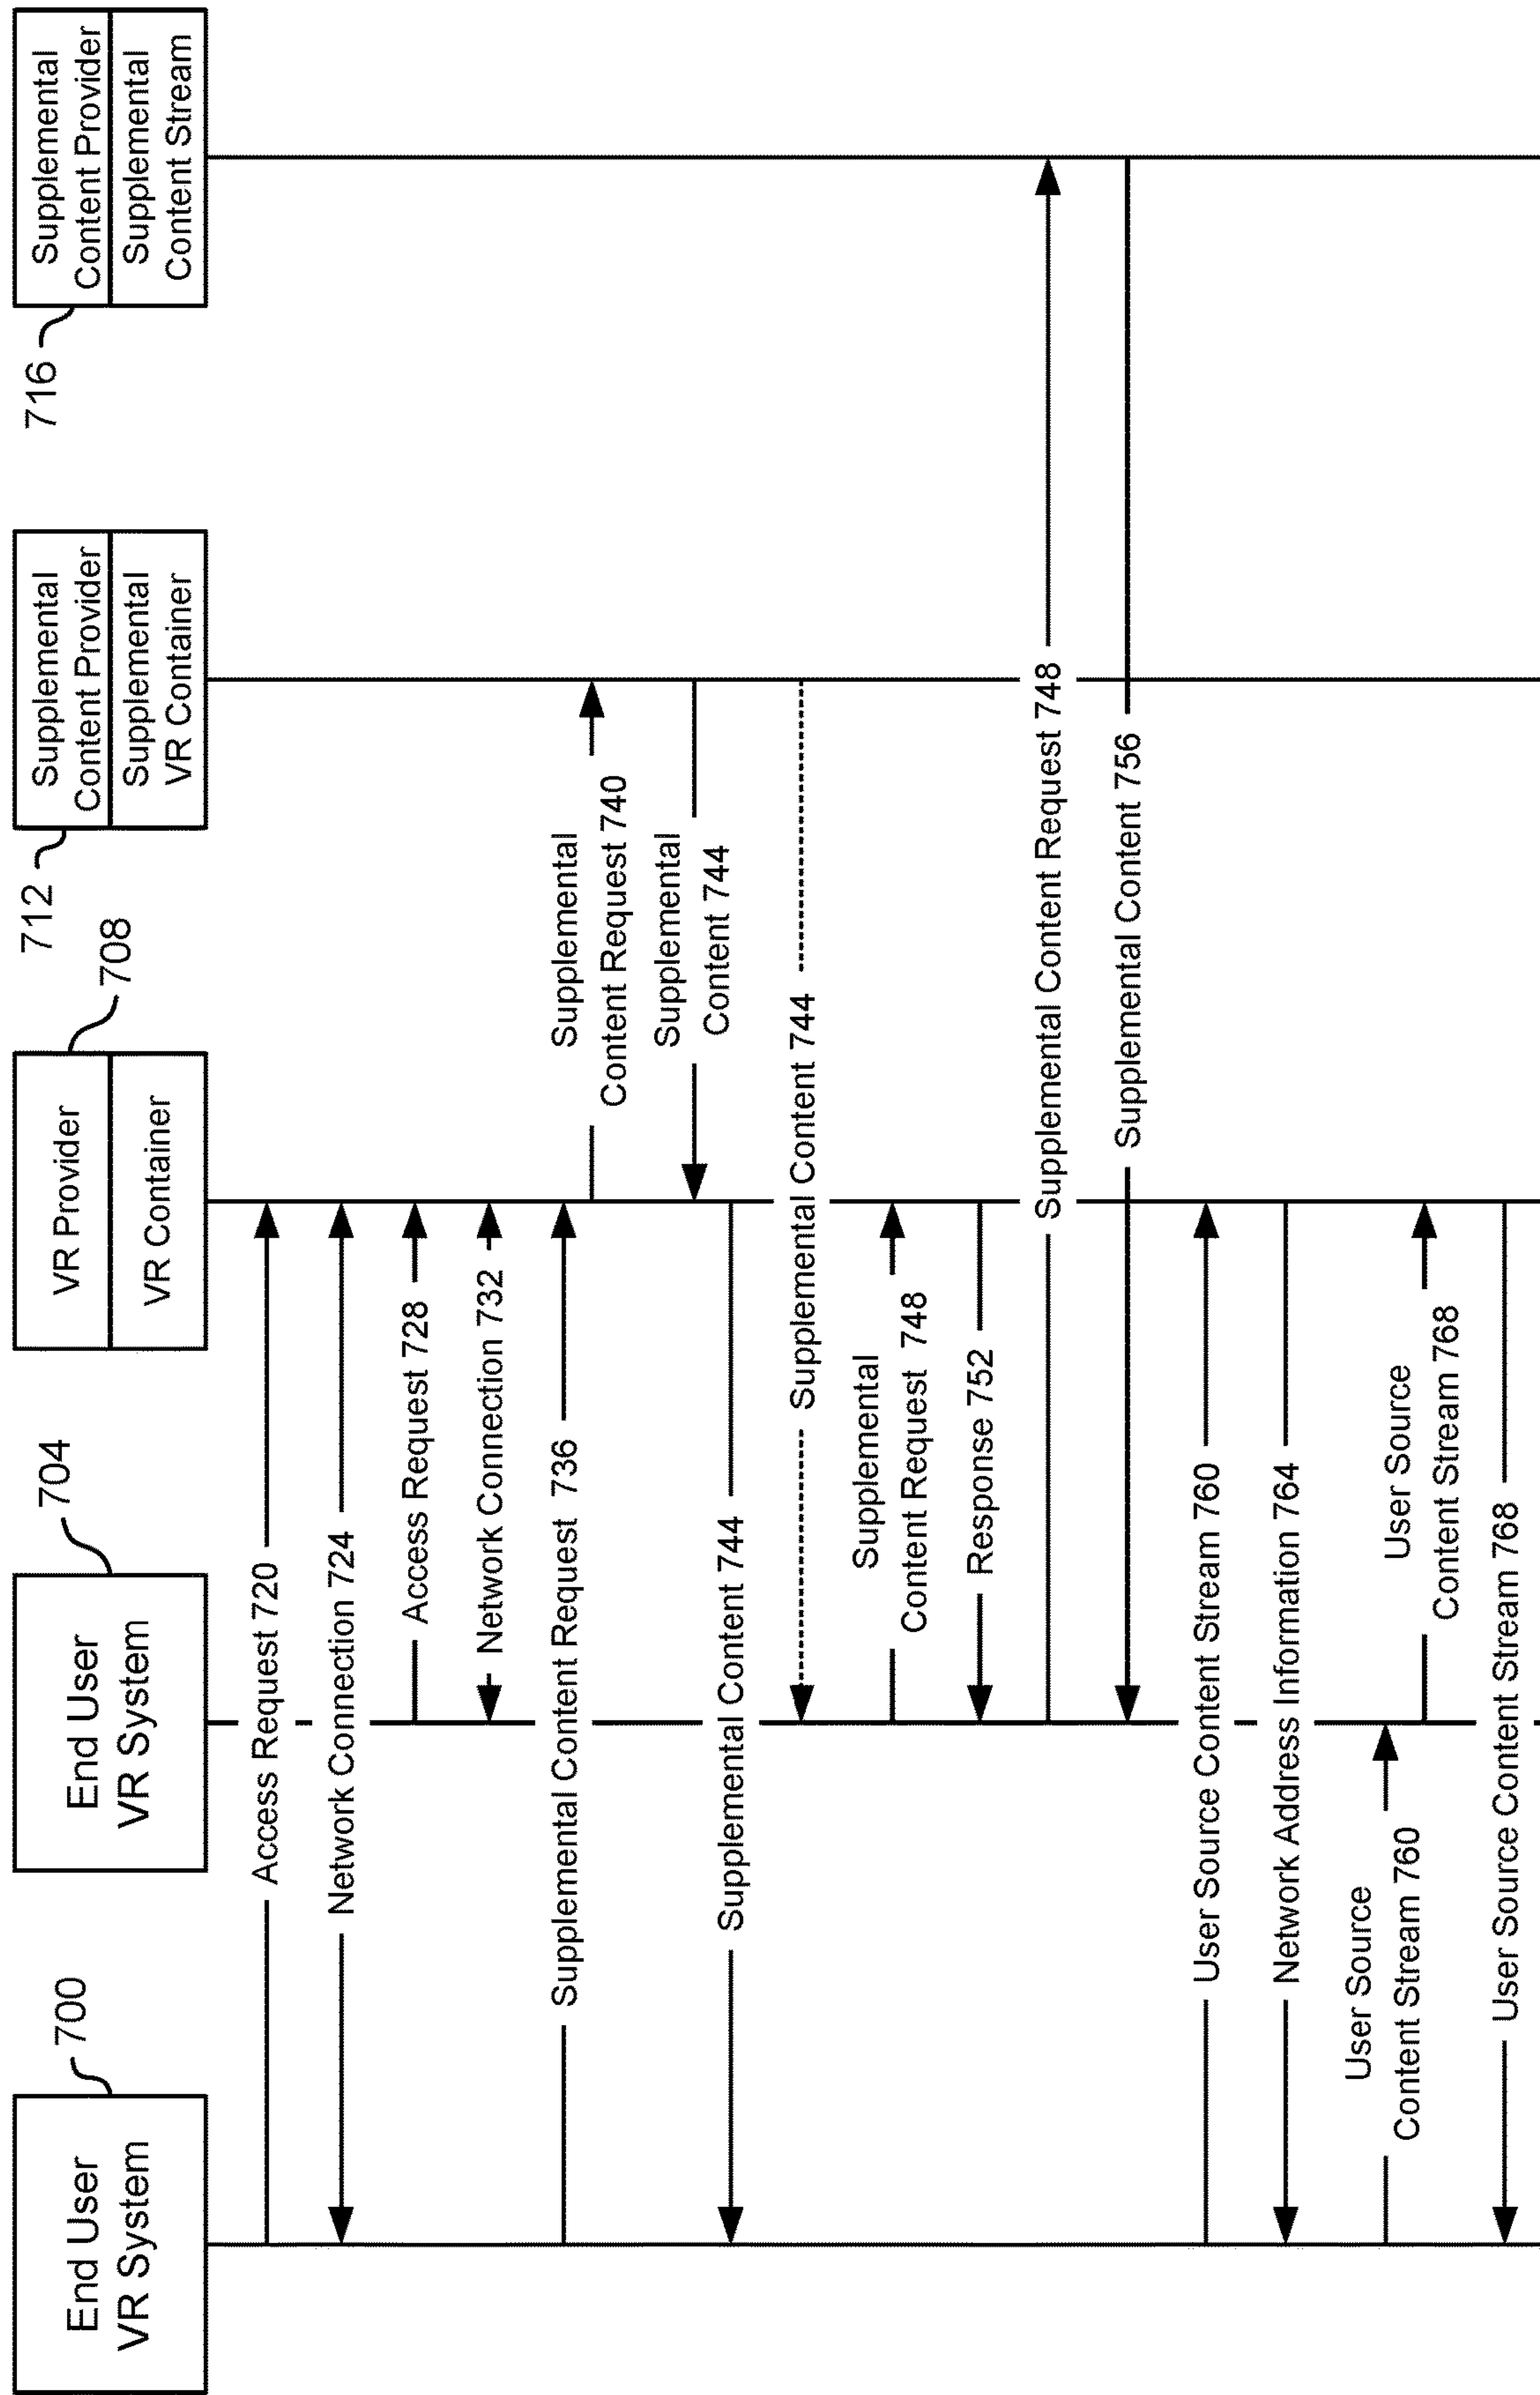 700
End User
VR System
704
End User
VR System
708
VR Provider
VR Container
712
Supplemental
Content Provider
Supplemental
VR Container
716
Supplemental
Content Provider
Supplemental
Content Stream
Access Request 720
Network Connection 724
Access Request 728
Network Connection 732
Supplemental Content Request 736
Supplemental
Content Request 740
Supplemental
Content 744
Supplemental Content 744
Supplemental Content 744
Supplemental
Content Request 748
Response 752
Supplemental Content Request 748
Supplemental Content 756
User Source Content Stream 760
Network Address Information 764
User Source
Content Stream 760
User Source
Content Stream 768
User Source Content Stream 768